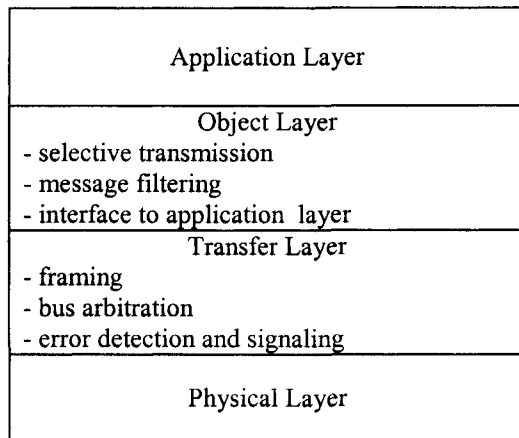 Application Layer
Object Layer
- selective transmission
- message filtering
- interface to application layer
Transfer Layer
- framing
- bus arbitration
- error detection and signaling
Physical Layer